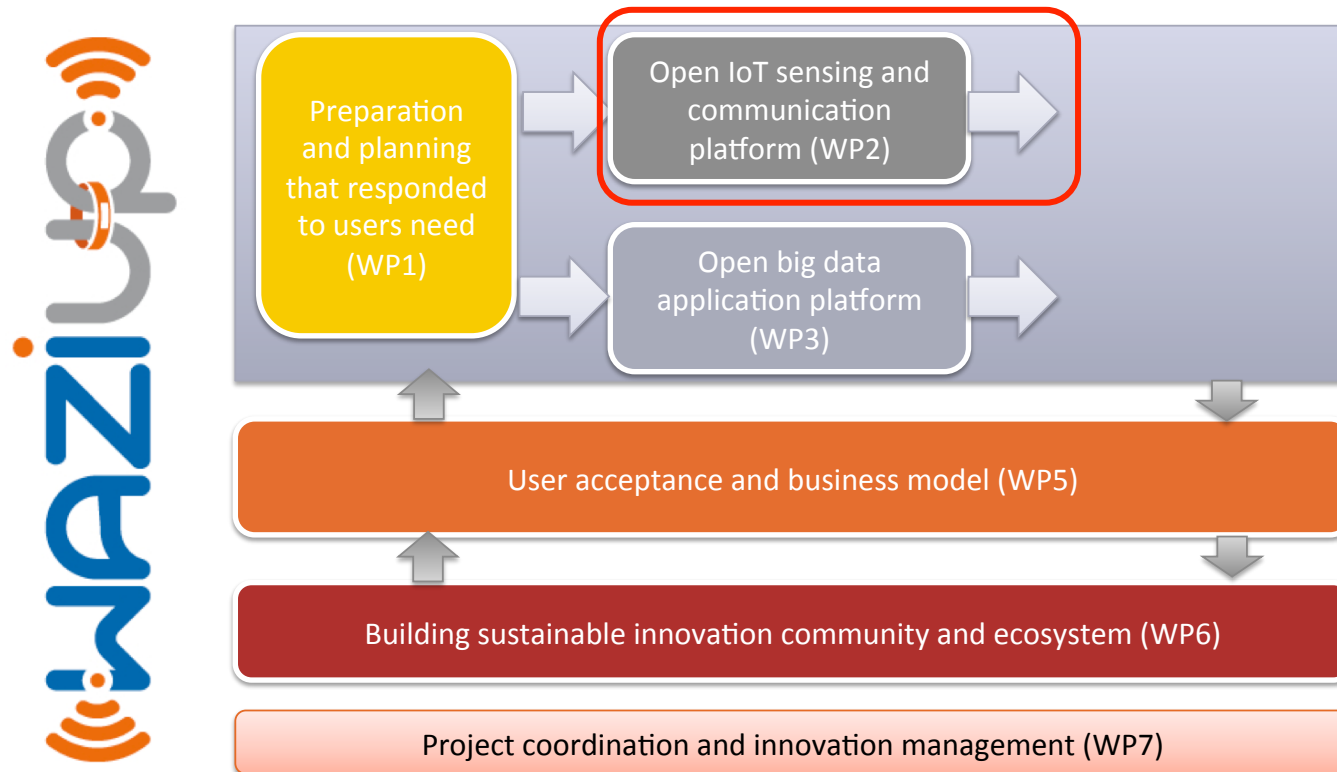 WAZIUP
Preparation
and planning
that responded
to users need
(WP1)
Open IoT sensing and
communication
platform (WP2)
Open big data
application platform
(WP3)
User acceptance and business model (WP5)
Building sustainable innovation community and ecosystem (WP6)
Project coordination and innovation management (WP7)